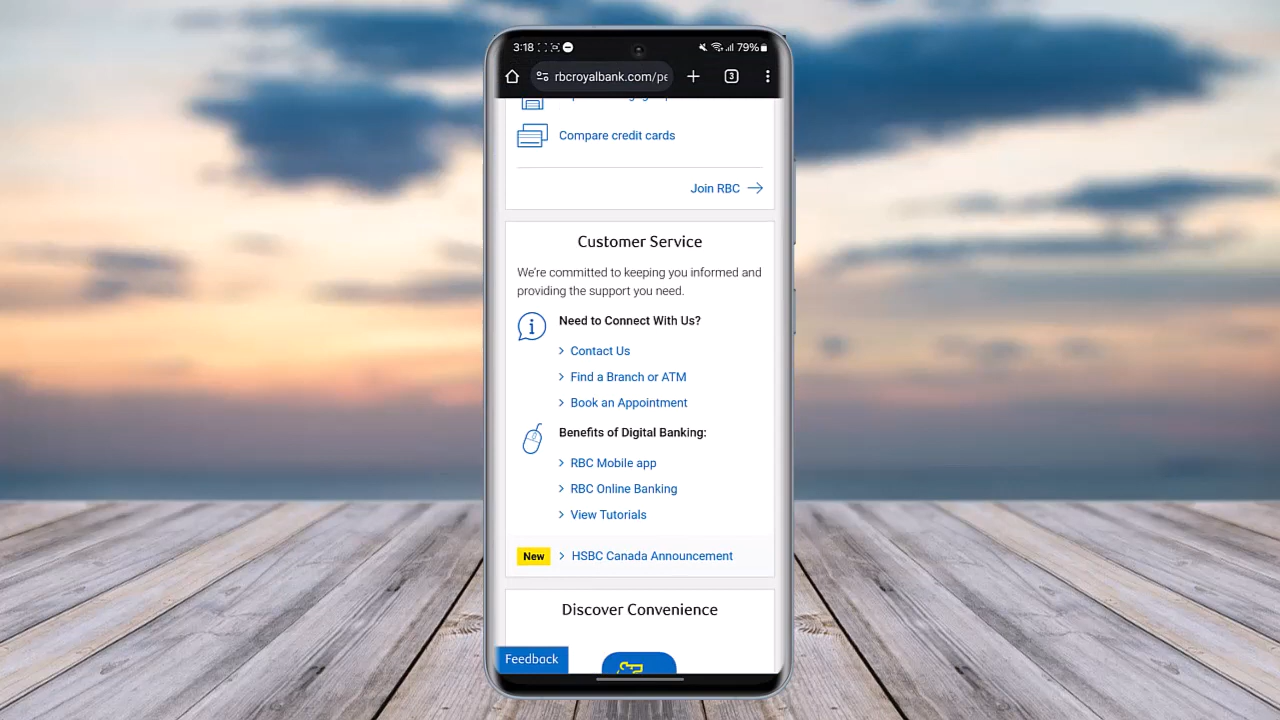 3:18 79%
rbcroyalbank.com/pe 3
Compare credit cards
Join RBC
Customer Service
We're committed to keeping you informed and
providing the support you need.
Need to Connect With Us?
> Contact Us
> Find a Branch or ATM
> Book an Appointment
Benefits of Digital Banking:
> RBC Mobile app
> RBC Online Banking
> View Tutorials
New > HSBC Canada Announcement
Discover Convenience
Feedback